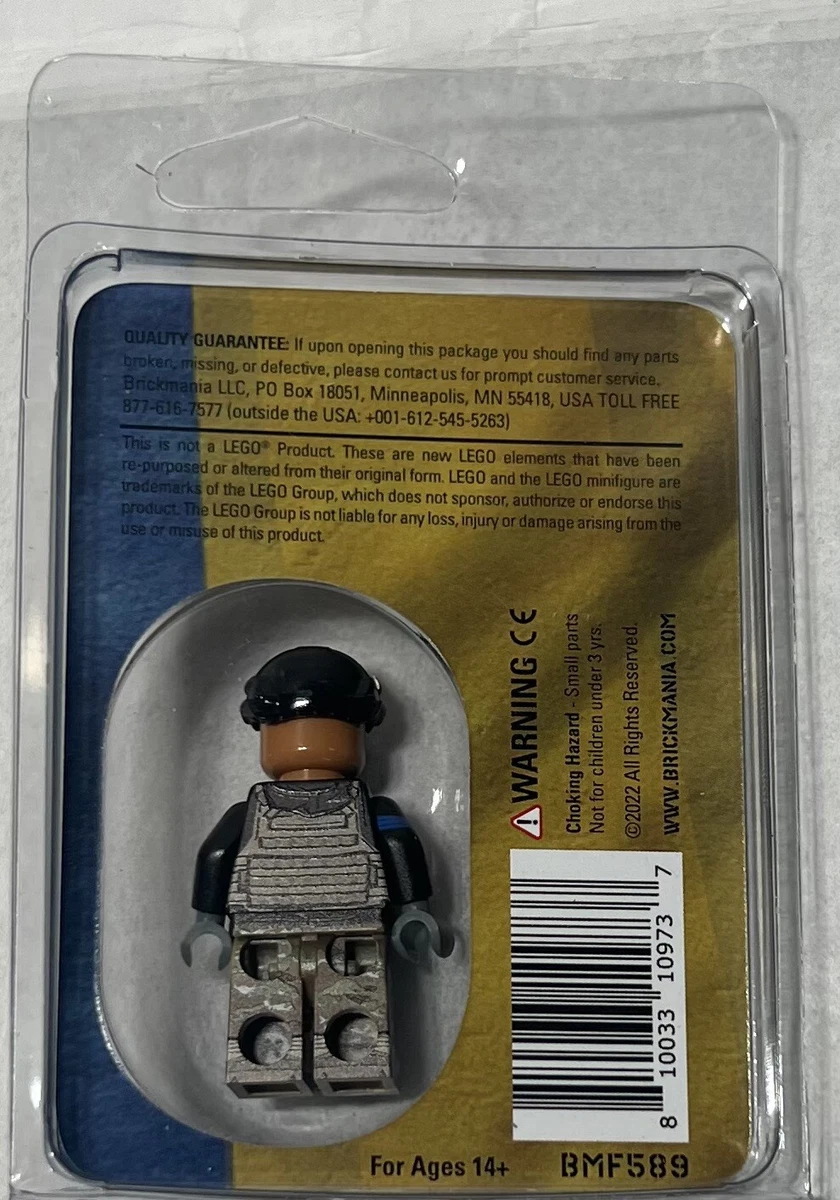 QUALITY GUARANTEE: If upon opening this package you should find any parts
broken, missing, or defective, please contact us for prompt customer service.
Brickmania LLC, PO Box 18051, Minneapolis, MN 55418, USA TOLL FREE
877-616-7577 (outside the USA: +001-612-545-5263)
This is not a LEGO® Product. These are new LEGO elements that have been
re-purposed or altered from their original form. LEGO and the LEGO minifigure are
trademarks of the LEGO Group, which does not sponsor, authorize or endorse this
product. The LEGO Group is not liable for any loss, injury or damage arising from the
use or misuse of this product.
WARNING CE
Choking Hazard - Small parts
Not for children under 3 yrs.
©2022 All Rights Reserved.
WWW.BRICKMANIA.COM
8 10033 10973 7
For Ages 14+
BMF589